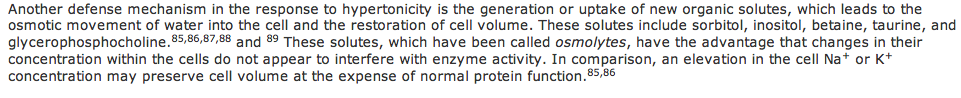 Another defense mechanism in the response to hypertonicity is the generation or uptake of new organic solutes, which leads to the
osmotic movement of water into the cell and the restoration of cell volume. These solutes include sorbitol, inositol, betaine, taurine, and
glycerophosphocholine.85,86,87,88 and 89 These solutes, which have been called osmolytes, have the advantage that changes in their
concentration within the cells do not appear to interfere with enzyme activity. In comparison, an elevation in the cell Na+ or K+
concentration may preserve cell volume at the expense of normal protein function.85,86